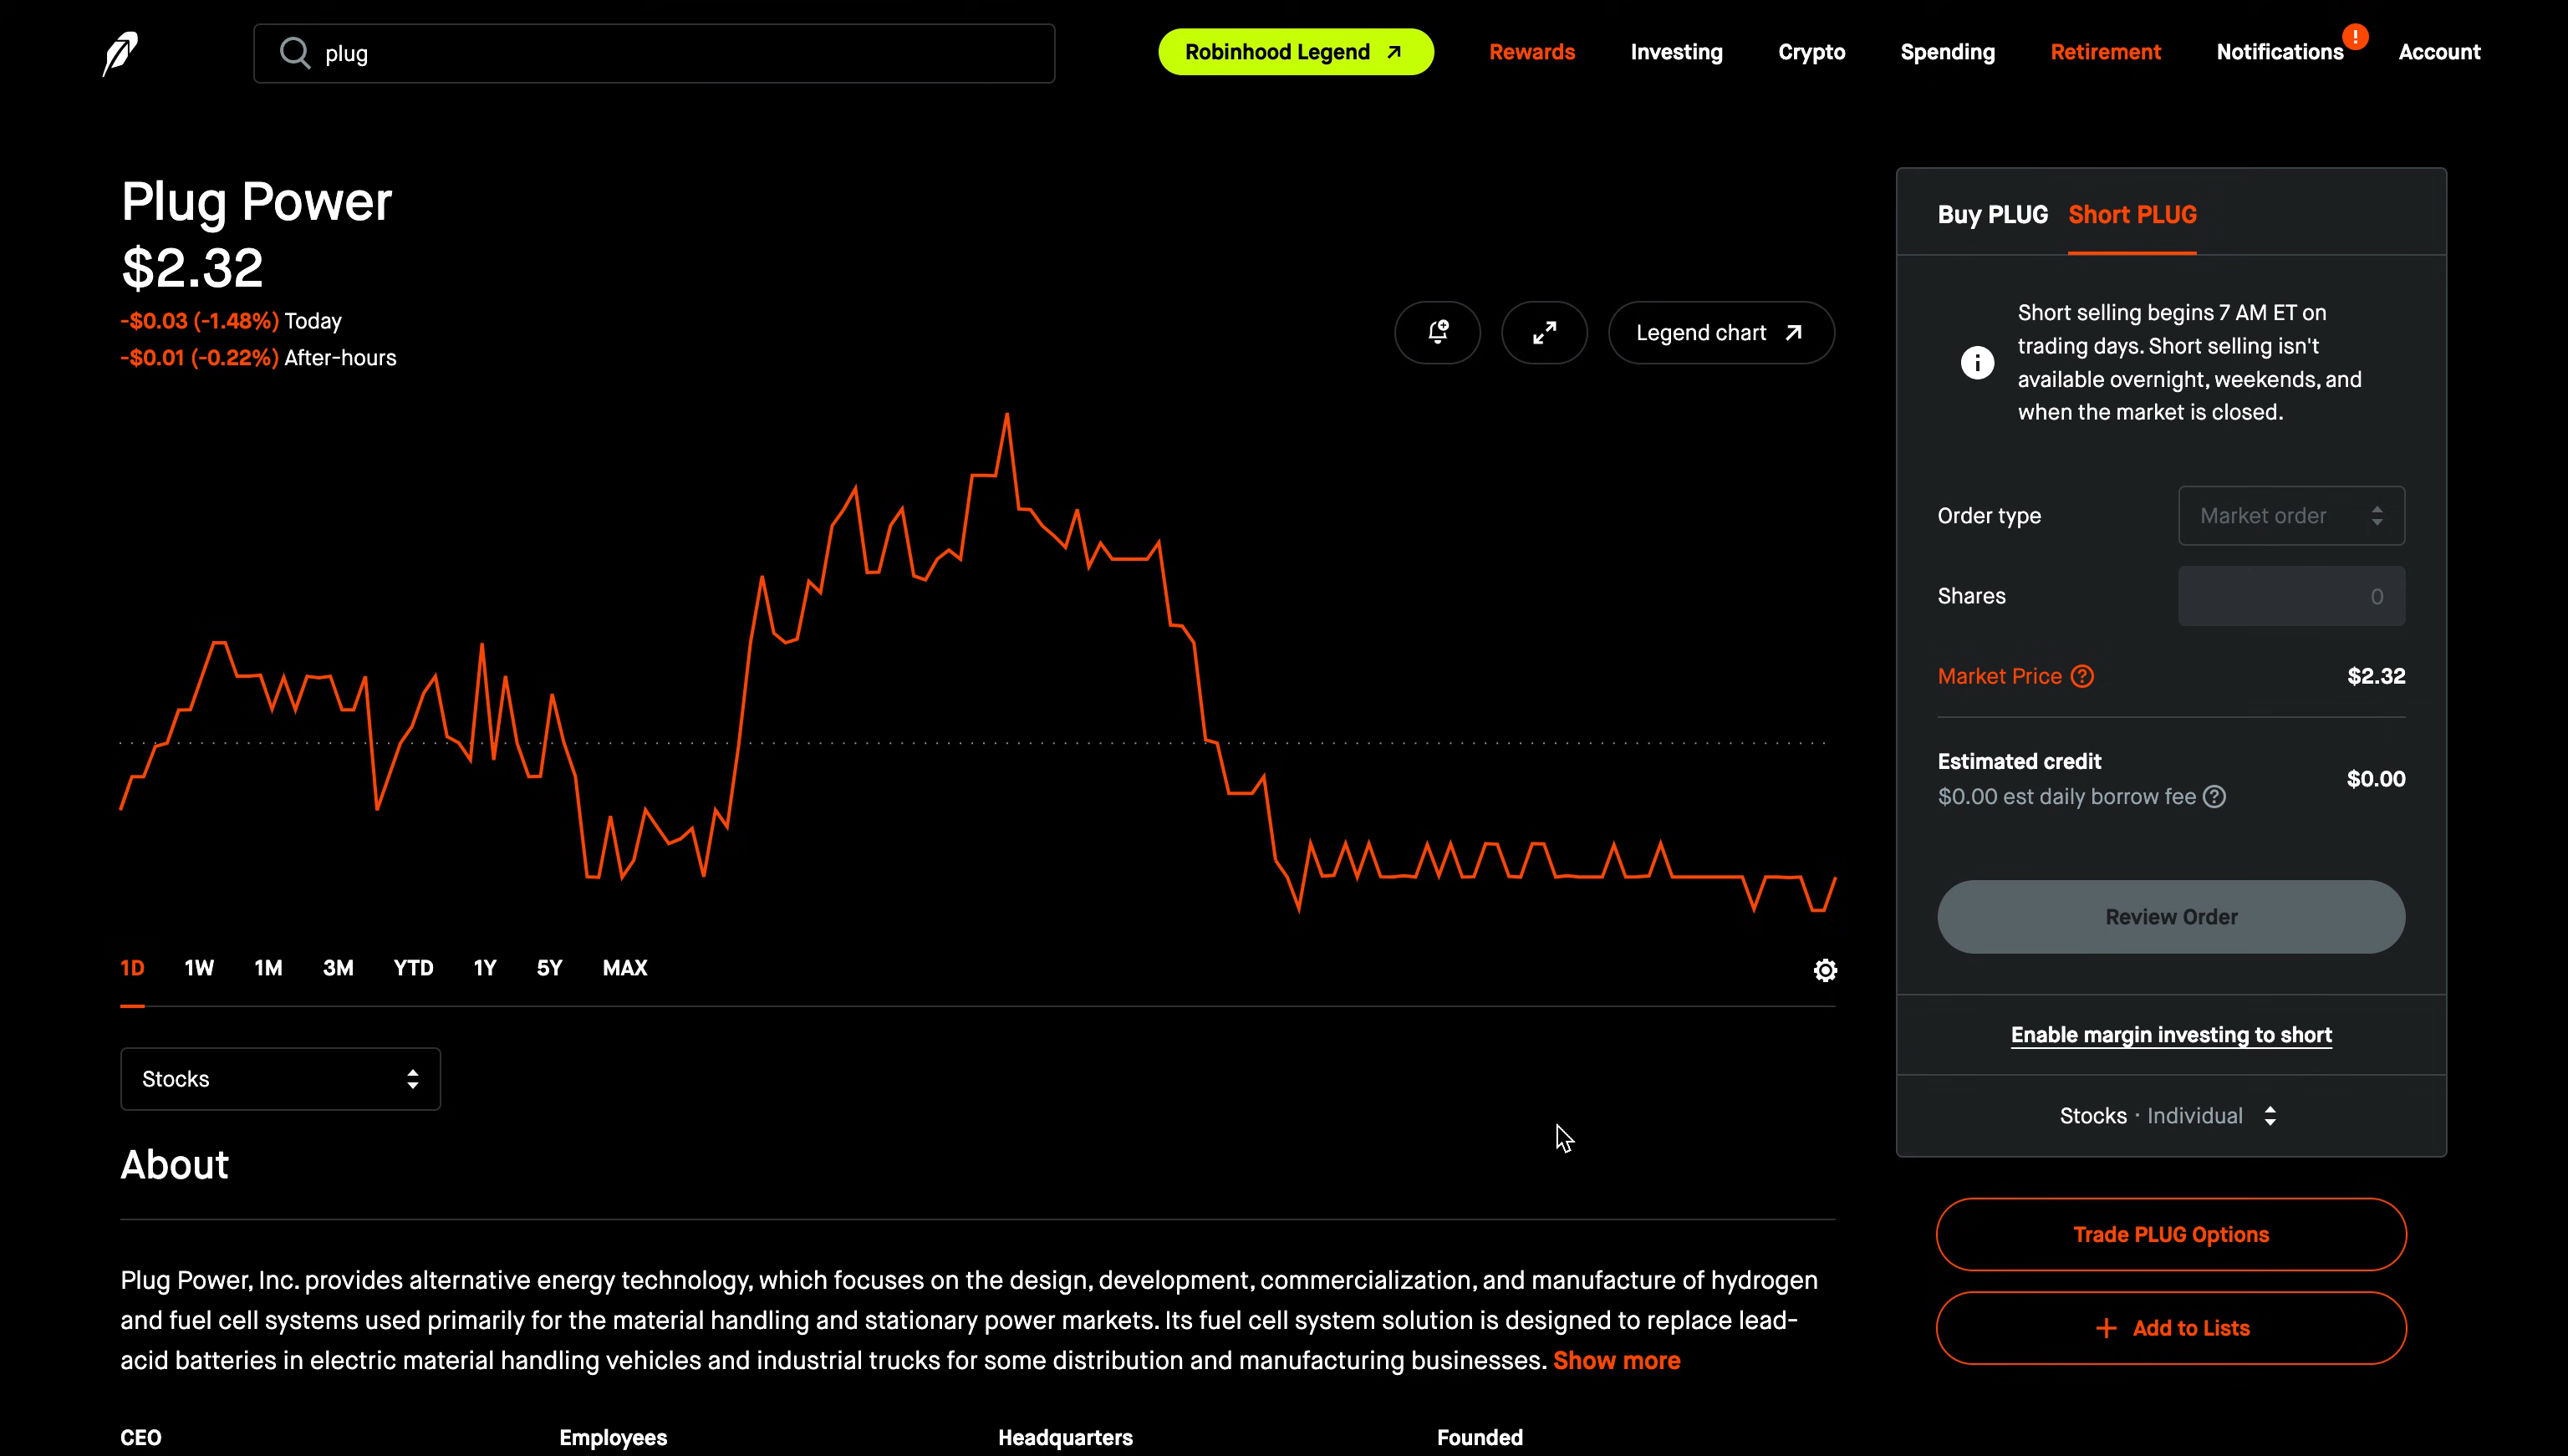 plug
Robinhood Legend
Rewards
Investing
Crypto
Spending
Retirement
Notifications
!
Account
Plug Power
$2.32
-$0.03 (-1.48%) Today
-$0.01 (-0.22%) After-hours
Legend chart
1D
1W
1M
3M
YTD
1Y
5Y
MAX
Stocks
About
Plug Power, Inc. provides alternative energy technology, which focuses on the design, development, commercialization, and manufacture of hydrogen
and fuel cell systems used primarily for the material handling and stationary power markets. Its fuel cell system solution is designed to replace lead-
acid batteries in electric material handling vehicles and industrial trucks for some distribution and manufacturing businesses. Show more
CEO
Employees
Headquarters
Founded
Buy PLUG
Short PLUG
Short selling begins 7 AM ET on
trading days. Short selling isn't
available overnight, weekends, and
when the market is closed.
Order type
Market order
Shares
0
Market Price
$2.32
Estimated credit
$0.00
$0.00 est daily borrow fee
Review Order
Enable margin investing to short
Stocks · Individual
Trade PLUG Options
+ Add to Lists